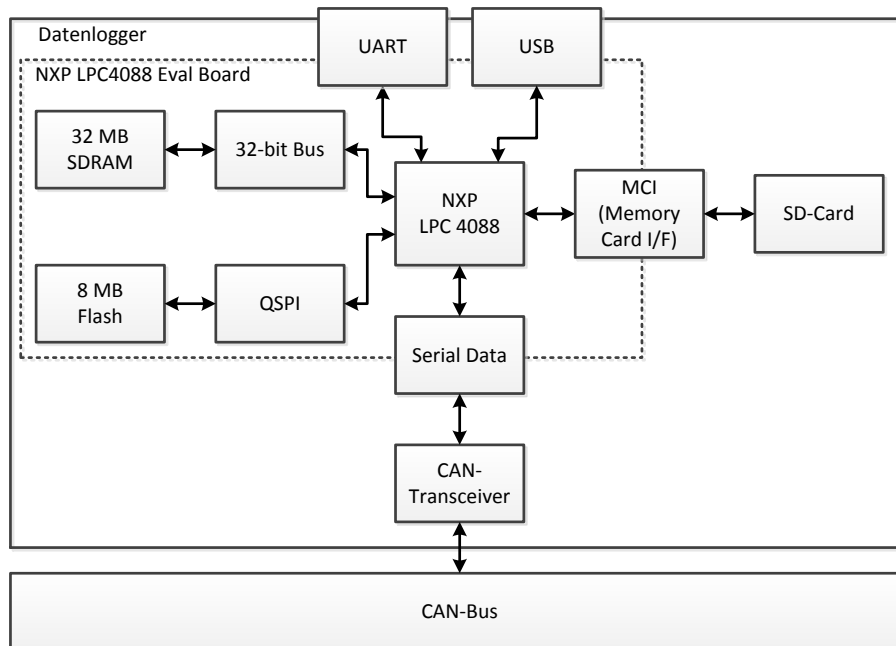 Datenlogger
UART
USB
NXP LPC4088 Eval Board
32 MB
SDRAM
32-bit Bus
NXP
LPC 4088
MCI
(Memory
Card I/F)
SD-Card
8 MB
Flash
QSPI
Serial Data
CAN-
Transceiver
CAN-Bus